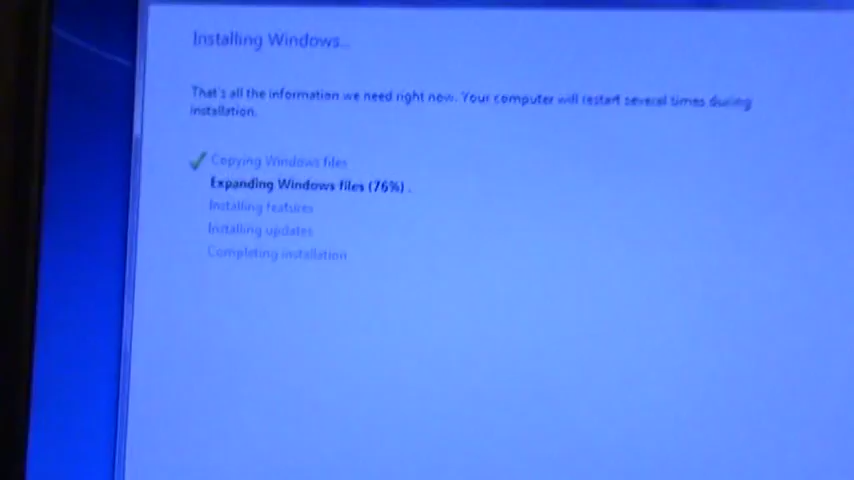 Installing Windows...
That's all the information we need right now. Your computer will restart several times during
installation.
Copying Windows files
Expanding Windows files (76%) .
Installing features
Installing updates
Completing installation